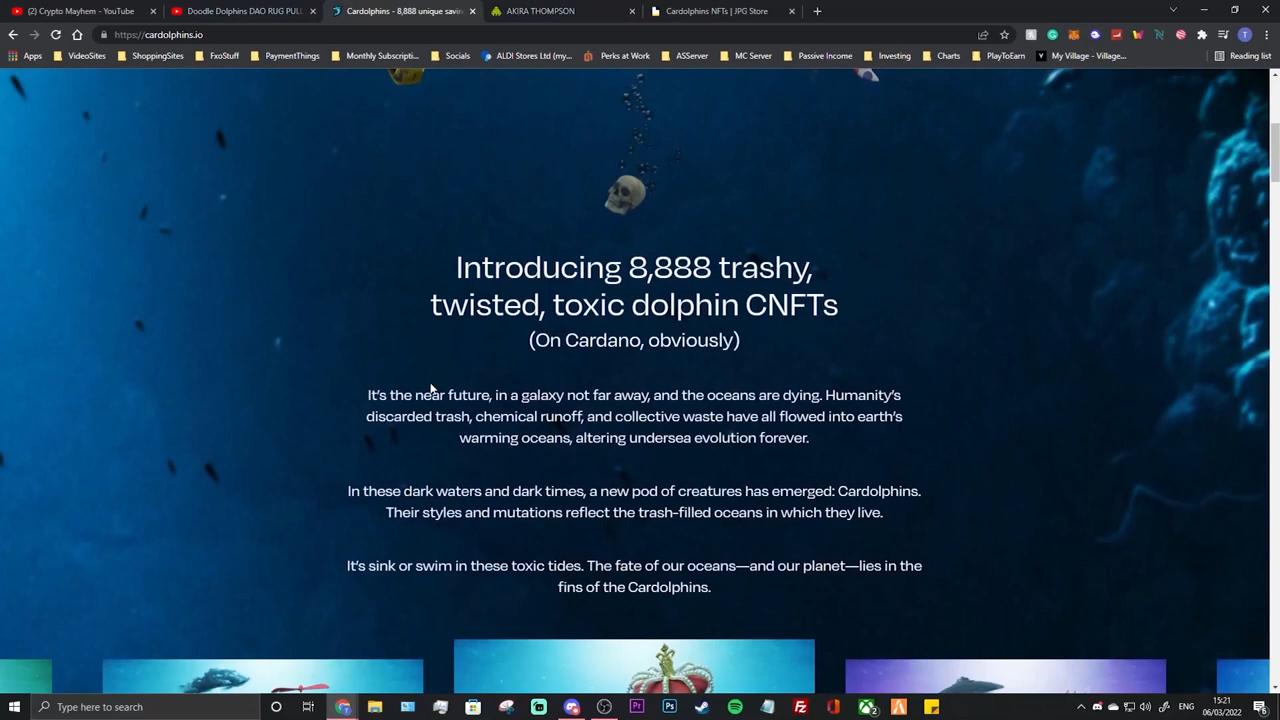 (2) Crypto Mayhem - YouTube
Doodle Dolphins DAO RUG PULL
Cardolphins - 8,888 unique savin
AKIRA THOMPSON
Cardolphins NFTs | JPG Store
https://cardolphins.io
Apps
VideoSites
ShoppingSites
FxoStuff
PaymentThings
Monthly Subscripti...
Socials
ALDI Stores Ltd (my...
Perks at Work
ASServer
MC Server
Passive Income
Investing
Charts
PlayToEarn
My Village - Village...
Reading list
Introducing 8,888 trashy,
twisted, toxic dolphin CNFTs
(On Cardano, obviously)
It's the near future, in a galaxy not far away, and the oceans are dying. Humanity's
discarded trash, chemical runoff, and collective waste have all flowed into earth's
warming oceans, altering undersea evolution forever.
In these dark waters and dark times, a new pod of creatures has emerged: Cardolphins.
Their styles and mutations reflect the trash-filled oceans in which they live.
It's sink or swim in these toxic tides. The fate of our oceans—and our planet—lies in the
fins of the Cardolphins.
Type here to search
ENG
15:21
06/03/2022